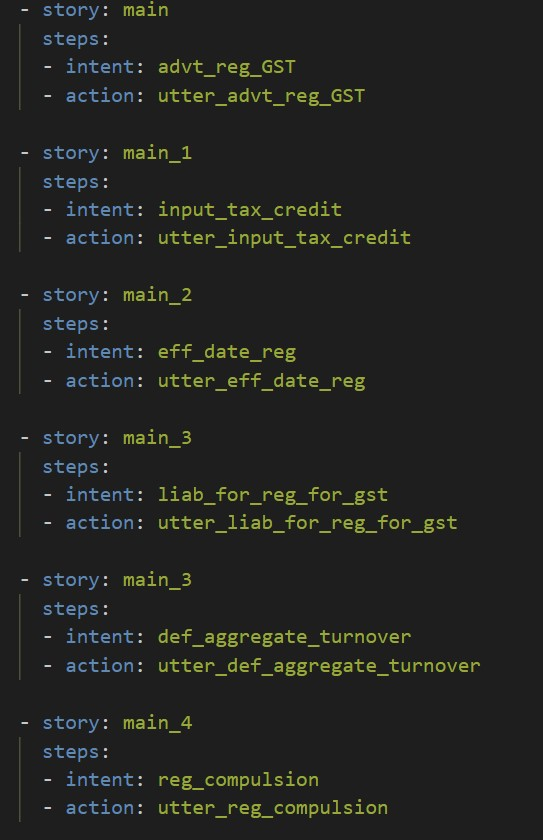 - story: main
steps:
- intent: advt_reg_GST
- action: utter_advt_reg_GST
- story: main_1
steps:
- intent: input_tax_credit
- action: utter_input_tax_credit
- story: main_2
steps:
- intent: eff_date_reg
- action: utter_eff_date_reg
- story: main_3
steps:
- intent: liab_for_reg_for_gst
- action: utter_liab_for_reg_for_gst
- story: main_3
steps:
- intent: def_aggregate_turnover
- action: utter_def_aggregate_turnover
- story: main_4
steps:
- intent: reg_compulsion
- action: utter_reg_compulsion